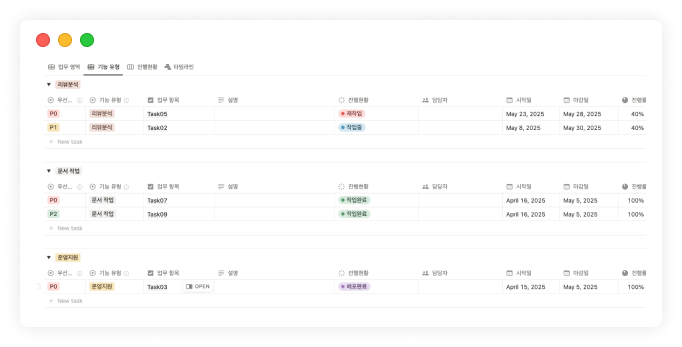 업무 영역 기능 유형 진행현황 타임라인
리뷰분석
우선... 기능 유형 업무 항목 설명 진행현황 담당자 시작일 마감일 진행률
P0 리뷰분석 Task05 재작업 May 23, 2025 May 28, 2025 40%
P1 리뷰분석 Task02 작업중 May 8, 2025 May 30, 2025 40%
+ New task
문서 작업
우선... 기능 유형 업무 항목 설명 진행현황 담당자 시작일 마감일 진행률
P0 문서 작업 Task07 작업완료 April 16, 2025 May 5, 2025 100%
P2 문서 작업 Task09 작업완료 April 16, 2025 May 5, 2025 100%
+ New task
운영지원
우선... 기능 유형 업무 항목 설명 진행현황 담당자 시작일 마감일 진행률
P0 운영지원 Task03 OPEN 배포완료 April 15, 2025 May 5, 2025 100%
+ New task